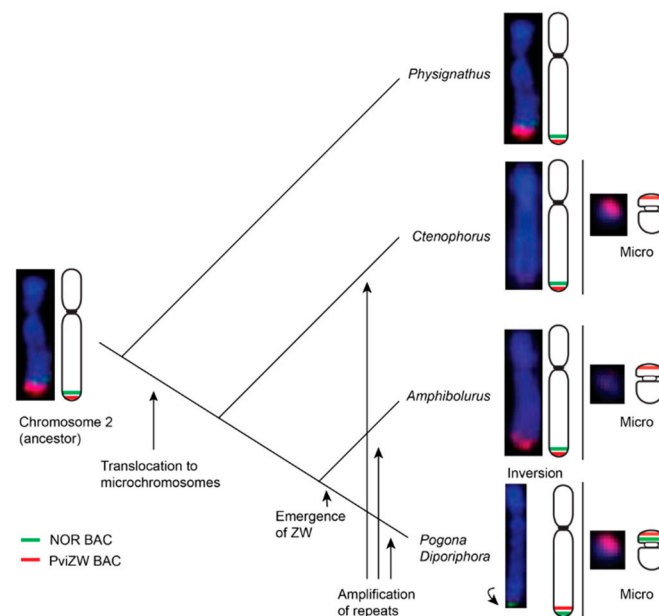 Physignathus
Ctenophorus
Micro
Amphibolurus
Micro
Chromosome 2
(ancestor)
Translocation to
microchromosomes
Inversion
Emergence
of ZW
Pogona
Diporiphora
Micro
NOR BAC
PviZW BAC
Amplification
of repeats